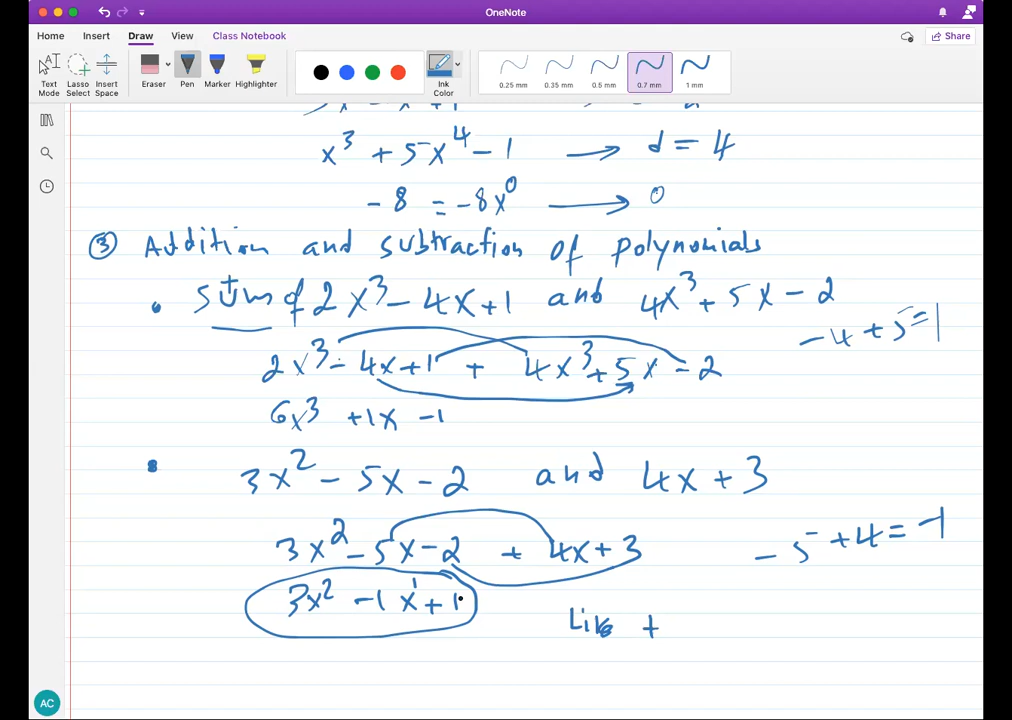 OneNote
Home Insert Draw View Class Notebook
Share
Text Mode
Lasso Select
Insert Space
Eraser
Pen
Marker
Highlighter
Ink Color
0.25 mm 0.35 mm 0.5 mm 0.7 mm 1 mm
x³ + 5x⁴ - 1 → d = 4
- 8 = -8x⁰ → 0
③ Addition and subtraction of polynomials
• sum of 2x³ - 4x + 1 and 4x³ + 5x - 2
- 4 + 5 = 1
2x³ - 4x + 1 + 4x³ + 5x - 2
6x³ + 1x - 1
3x² - 5x - 2 and 4x + 3
3x² - 5x - 2 + 4x + 3
- 5 + 4 = -1
3x² - 1x¹ + 1
Like t
AC